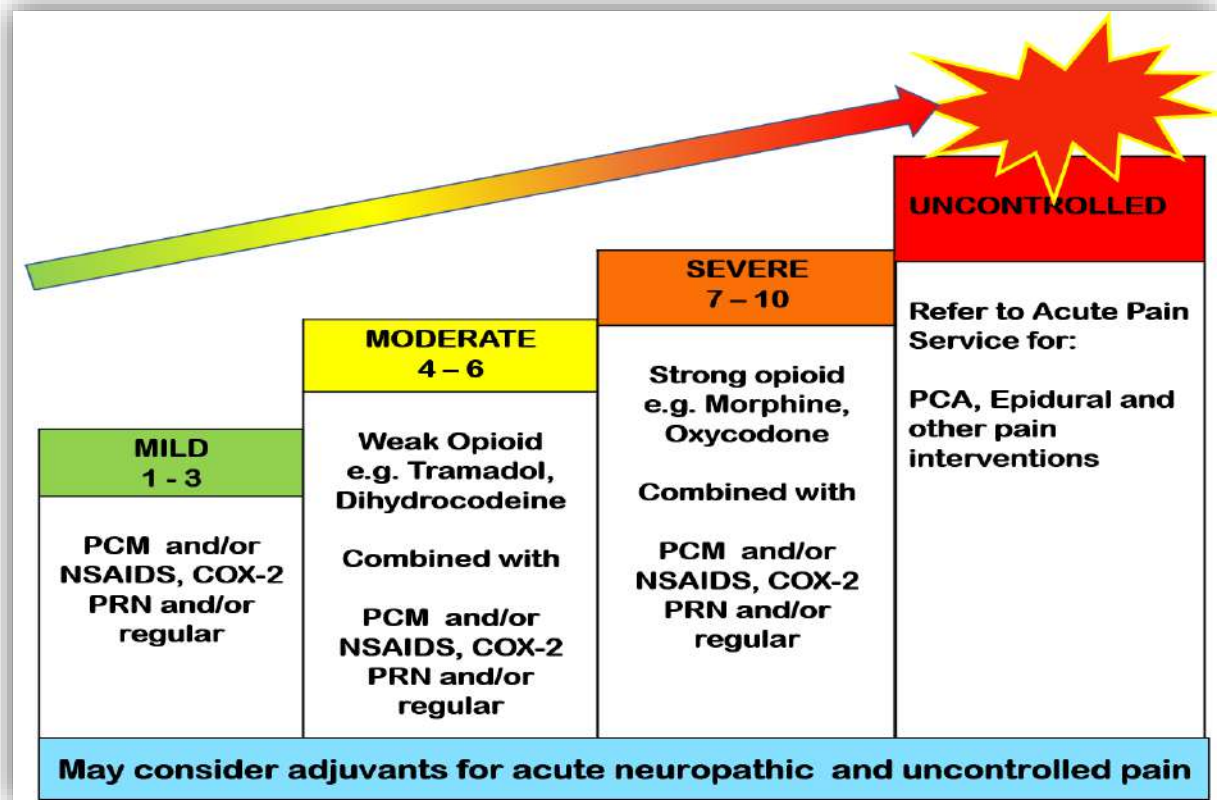 MILD
1 - 3
PCM and/or
NSAIDS, COX-2
PRN and/or
regular
MODERATE
4 – 6
Weak Opioid
e.g. Tramadol,
Dihydrocodeine
Combined with
PCM and/or
NSAIDS, COX-2
PRN and/or
regular
SEVERE
7 – 10
Strong opioid
e.g. Morphine,
Oxycodone
Combined with
PCM and/or
NSAIDS, COX-2
PRN and/or
regular
UNCONTROLLED
Refer to Acute Pain
Service for:
PCA, Epidural and
other pain
interventions
May consider adjuvants for acute neuropathic and uncontrolled pain